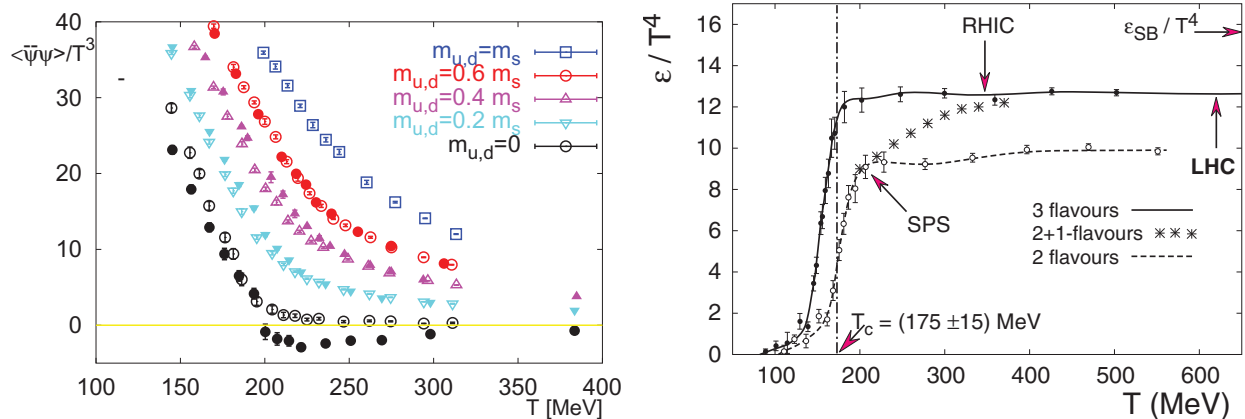 ⟨ψ̄ψ⟩/T³
40
30
20
10
0
100 150 200 250 300 350 400
T [MeV]
m_{u,d}=m_s
m_{u,d}=0.6 m_s
m_{u,d}=0.4 m_s
m_{u,d}=0.2 m_s
m_{u,d}=0
ε / T⁴
16
14
12
10
8
6
4
2
0
100 200 300 400 500 600
T (MeV)
RHIC
ε_{SB} / T⁴
LHC
SPS
3 flavours
2+1-flavours
2 flavours
T_c = (175 ±15) MeV